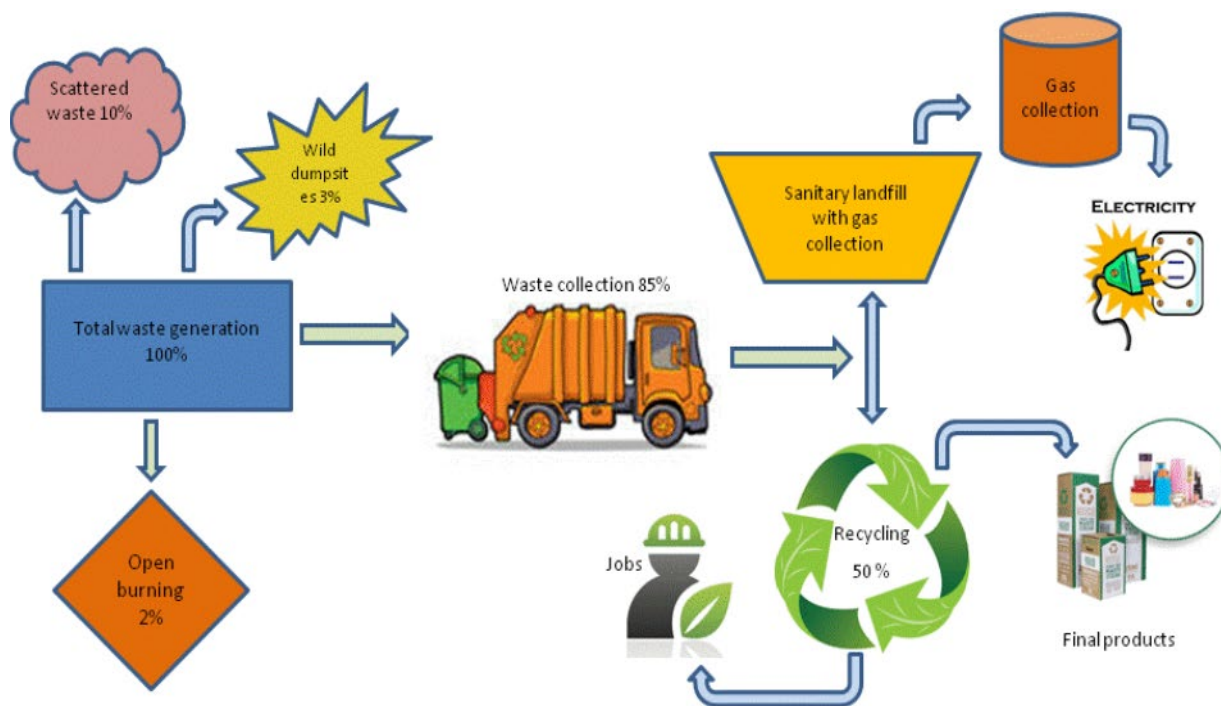 Scattered
waste 10%
Wild
dumpsit
es 3%
Total waste generation
100%
Open
burning
2%
Waste collection 85%
Sanitary landfill
with gas
collection
Gas
collection
ELECTRICITY
Recycling
50 %
Jobs
Final products